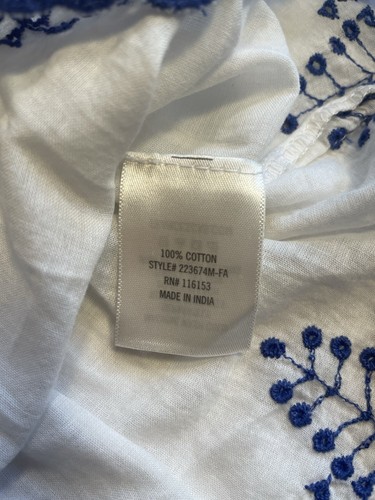 100% COTTON
STYLE# 223674M-FA
RN# 116153
MADE IN INDIA